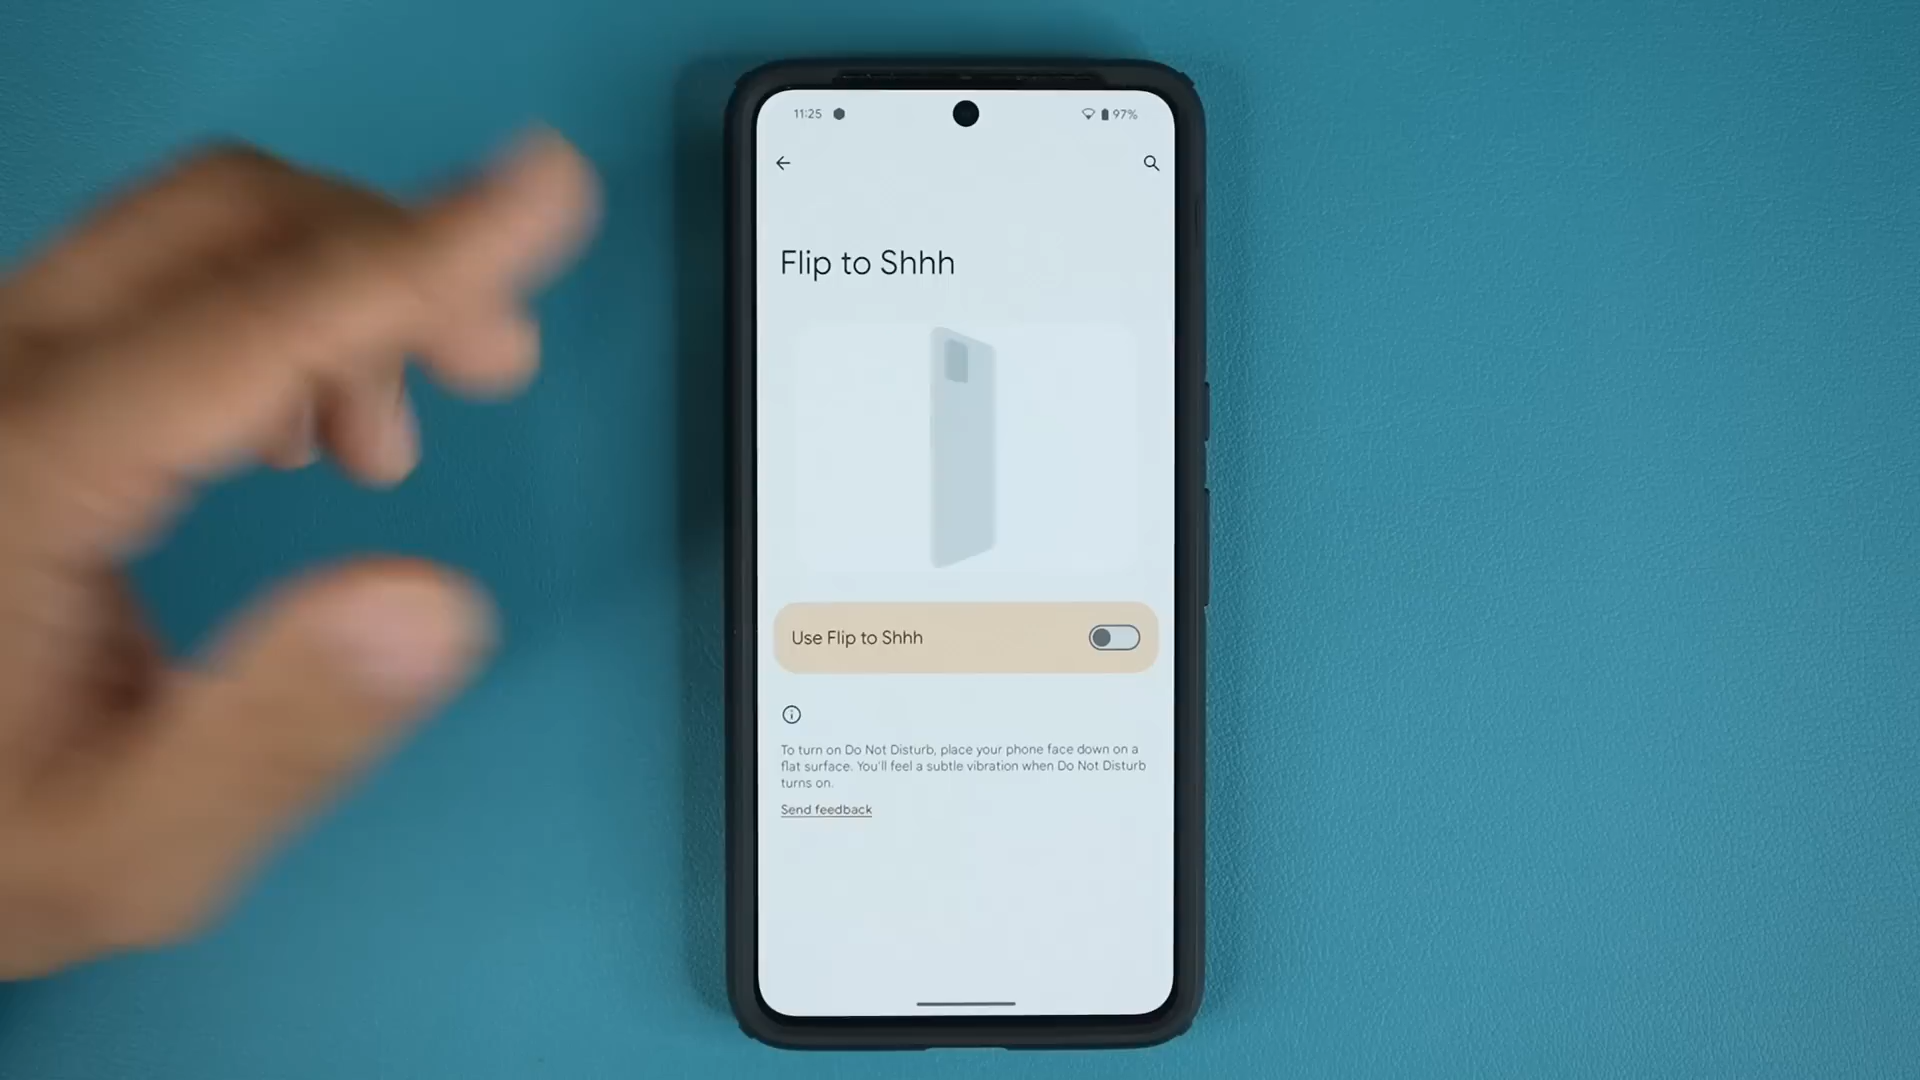 11:25
97%
Flip to Shhh
Use Flip to Shhh
To turn on Do Not Disturb, place your phone face down on a
flat surface. You'll feel a subtle vibration when Do Not Disturb
turns on.
Send feedback